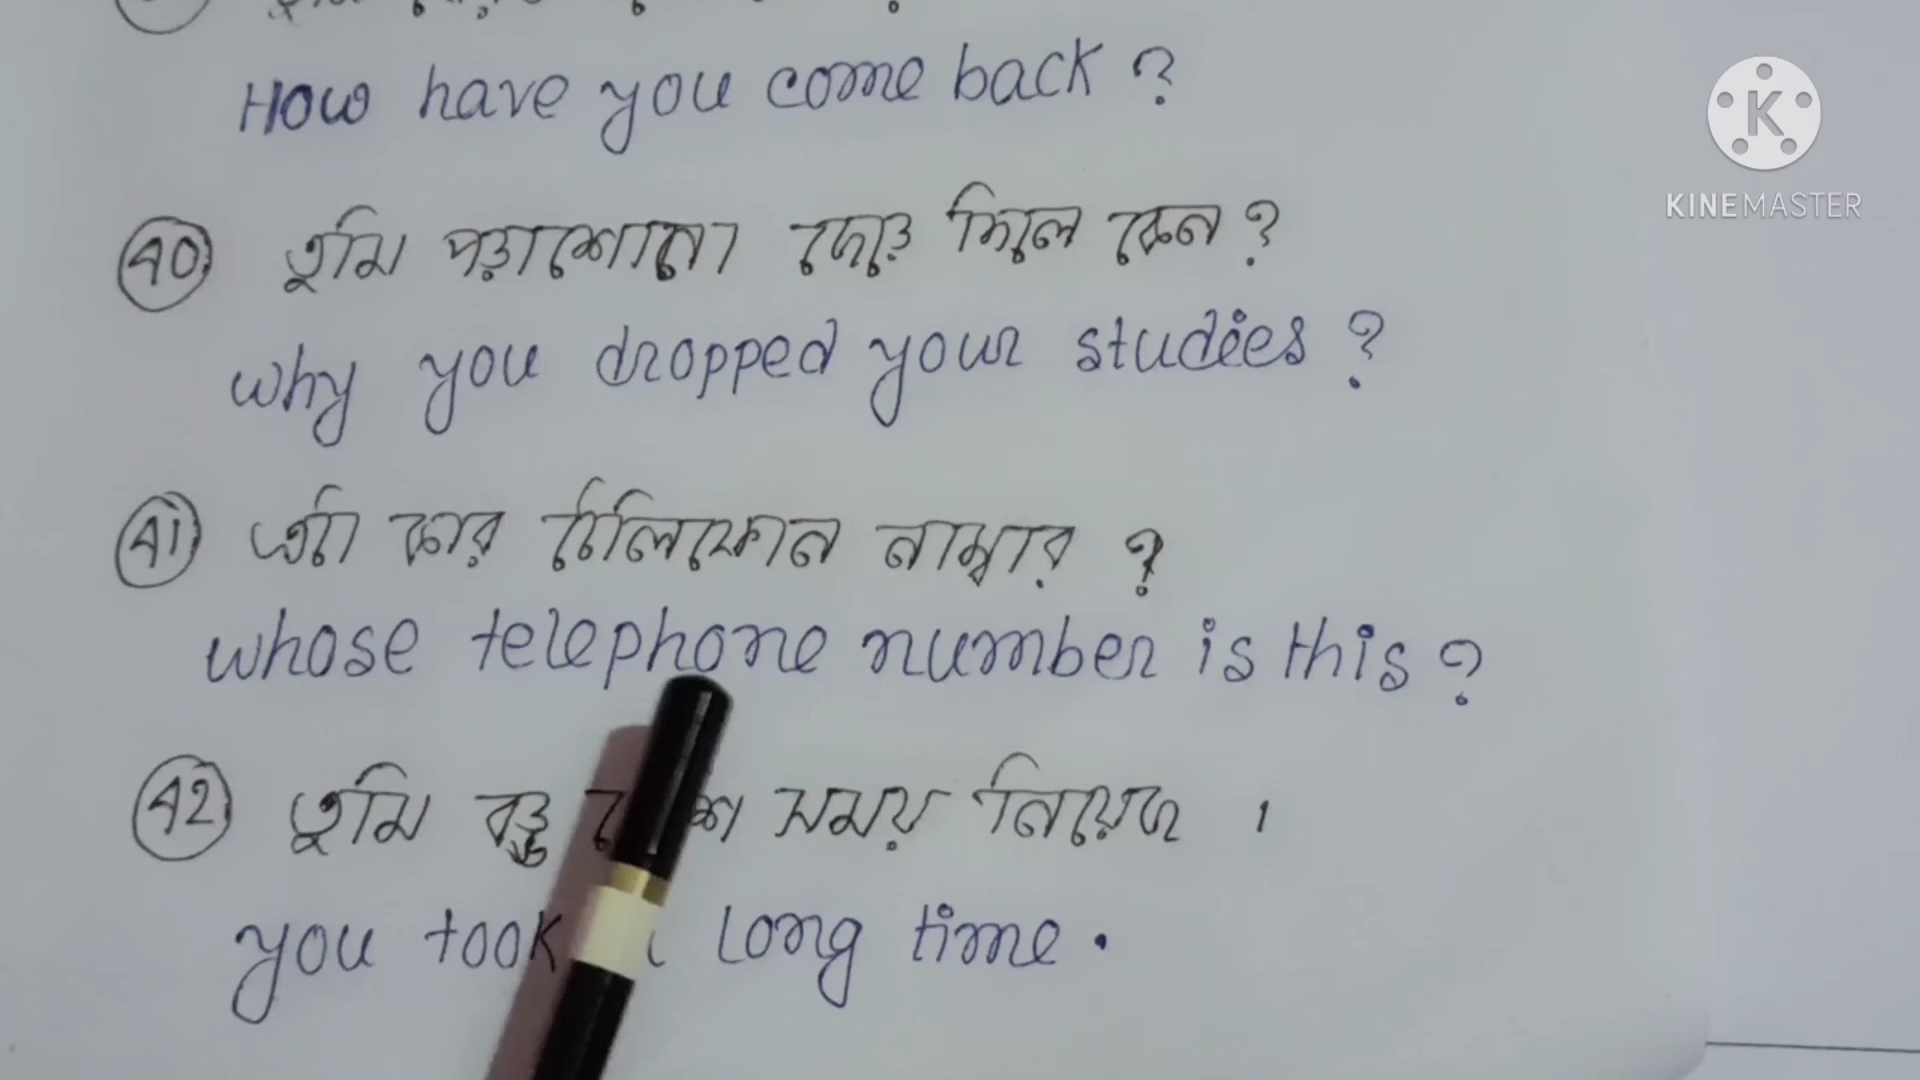 How have you come back ?
KINEMASTER
40 তুমি পড়াশোনা ছেড়ে দিলে কেন ?
why you dropped your studies ?
41 এটা কার টেলিফোন নাম্বার ?
whose telephone number is this ?
42 তুমি সময় নিয়েছ ।
you took long time .